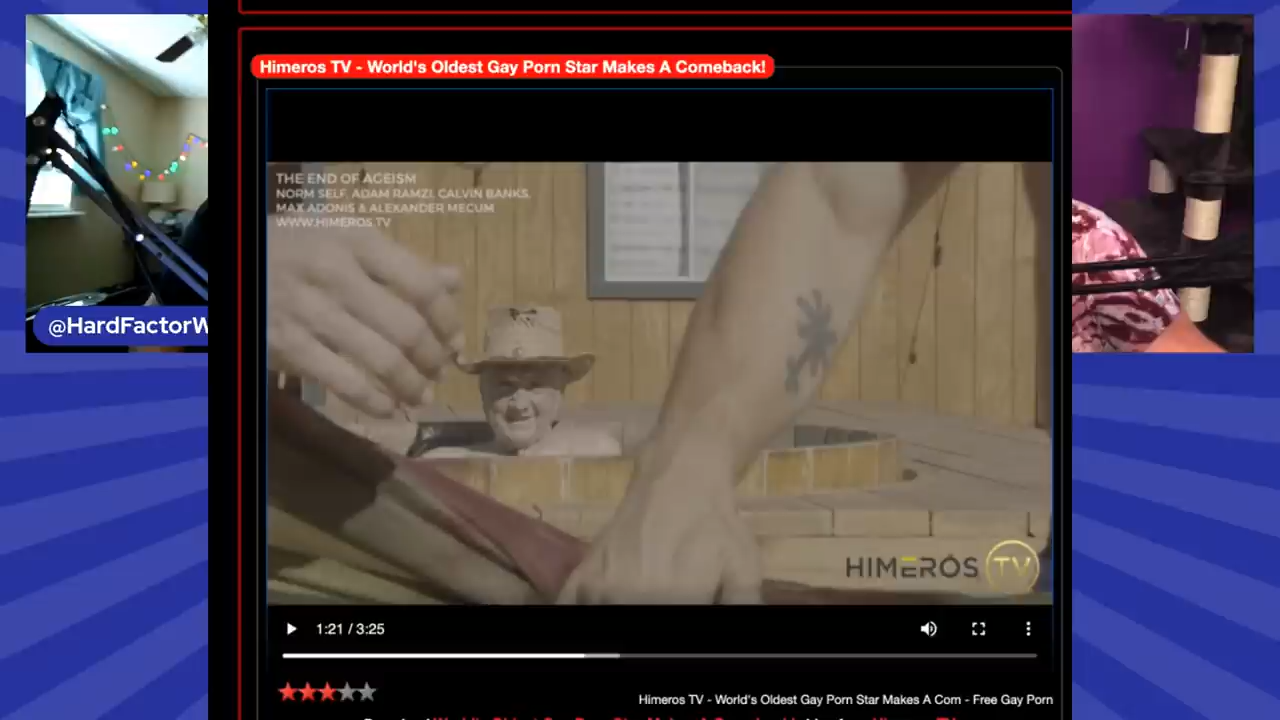 Himeros TV - World's Oldest Gay Porn Star Makes A Comeback!
THE END OF AGEISM
NORM SELF, ADAM RAMZI, CALVIN BANKS,
MAX ADONIS & ALEXANDER MECUM
WWW.HIMEROS.TV
@HardFactorW
HIMERŌS TV
1:21 / 3:25
Himeros TV - World's Oldest Gay Porn Star Makes A Com - Free Gay Porn